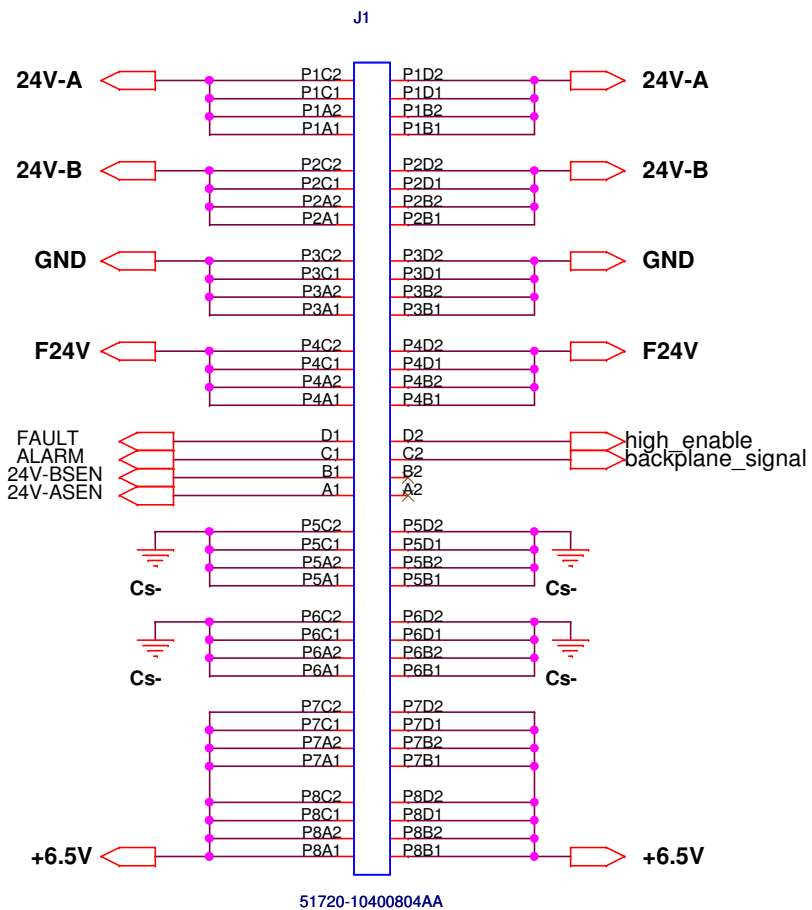 J1
24V-A P1C2 P1D2 24V-A
P1C1 P1D1
P1A2 P1B2
P1A1 P1B1
24V-B P2C2 P2D2 24V-B
P2C1 P2D1
P2A2 P2B2
P2A1 P2B1
GND P3C2 P3D2 GND
P3C1 P3D1
P3A2 P3B2
P3A1 P3B1
F24V P4C2 P4D2 F24V
P4C1 P4D1
P4A2 P4B2
P4A1 P4B1
FAULT D1 D2 high_enable
ALARM C1 C2 backplane_signal
24V-BSEN B1 B2
24V-ASEN A1 A2
P5C2 P5D2
P5C1 P5D1
P5A2 P5B2
Cs- P5A1 P5B1 Cs-
P6C2 P6D2
P6C1 P6D1
P6A2 P6B2
Cs- P6A1 P6B1 Cs-
P7C2 P7D2
P7C1 P7D1
P7A2 P7B2
P7A1 P7B1
P8C2 P8D2
P8C1 P8D1
P8A2 P8B2
+6.5V P8A1 P8B1 +6.5V
51720-10400804AA